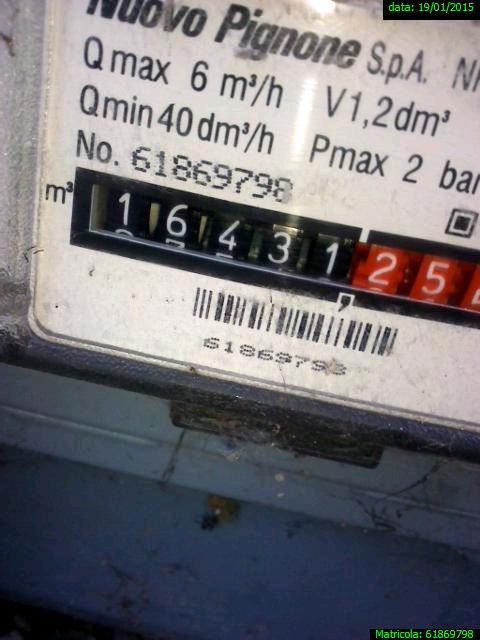 data: 19/01/2015
Nuovo Pignone S.p.A.
Qmax 6 m³/h V1,2dm³
Qmin 40 dm³/h Pmax 2 bar
No. 61869798
m³ 16431,25
61869798
Matricola: 61869798